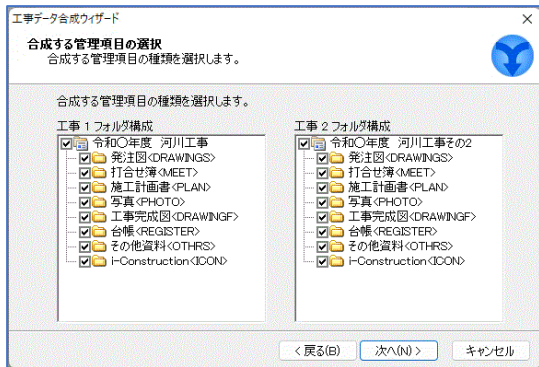 工事データ合成ウィザード
合成する管理項目の選択
合成する管理項目の種類を選択します。
合成する管理項目の種類を選択します。
工事 1 フォルダ構成
令和〇年度 河川工事
発注図<DRAWINGS>
打合せ簿<MEET>
施工計画書<PLAN>
写真<PHOTO>
工事完成図<DRAWINGF>
台帳<REGISTER>
その他資料<OTHRS>
i-Construction<ICON>
工事 2 フォルダ構成
令和〇年度 河川工事その2
発注図<DRAWINGS>
打合せ簿<MEET>
施工計画書<PLAN>
写真<PHOTO>
工事完成図<DRAWINGF>
台帳<REGISTER>
その他資料<OTHRS>
i-Construction<ICON>
< 戻る(B)
次へ(N) >
キャンセル